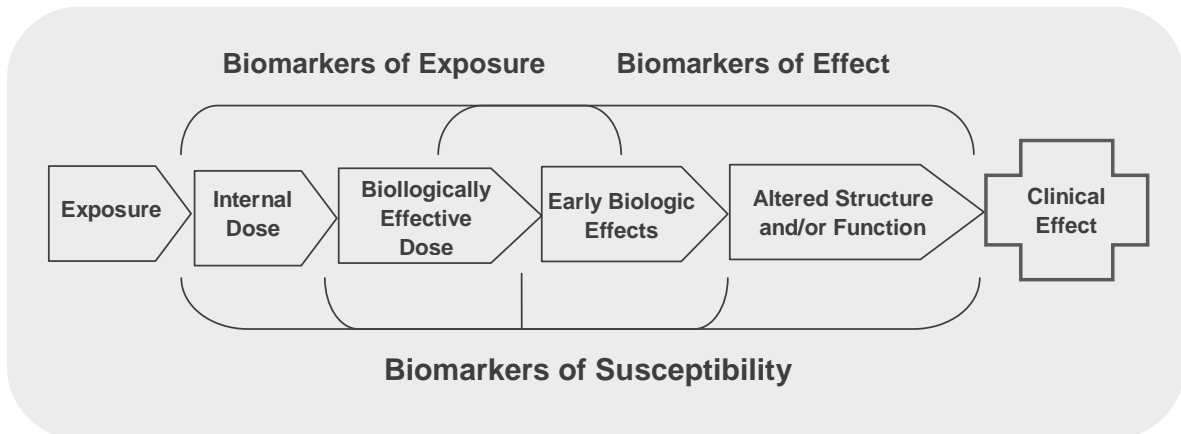 Biomarkers of Exposure
Biomarkers of Effect
Exposure
Internal
Dose
Biollogically
Effective
Dose
Early Biologic
Effects
Altered Structure
and/or Function
Clinical
Effect
Biomarkers of Susceptibility